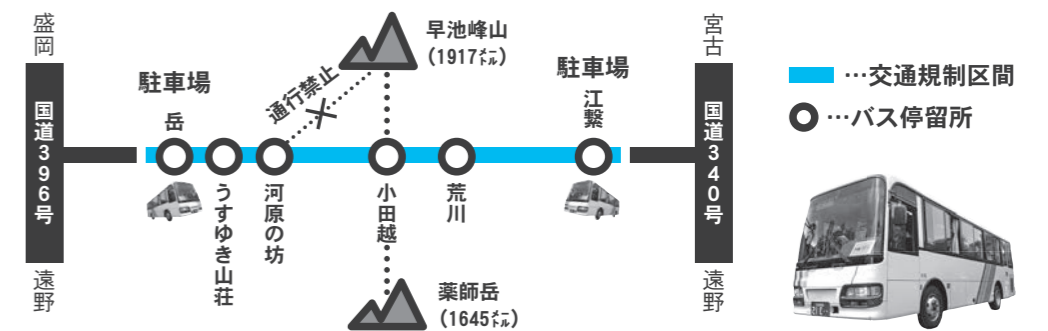 盛岡
国道396号
遠野
駐車場
岳
うすゆき山荘
河原の坊
通行禁止
早池峰山
（1917㍍）
小田越
荒川
薬師岳
（1645㍍）
駐車場
江繋
宮古
国道340号
遠野
…交通規制区間
…バス停留所